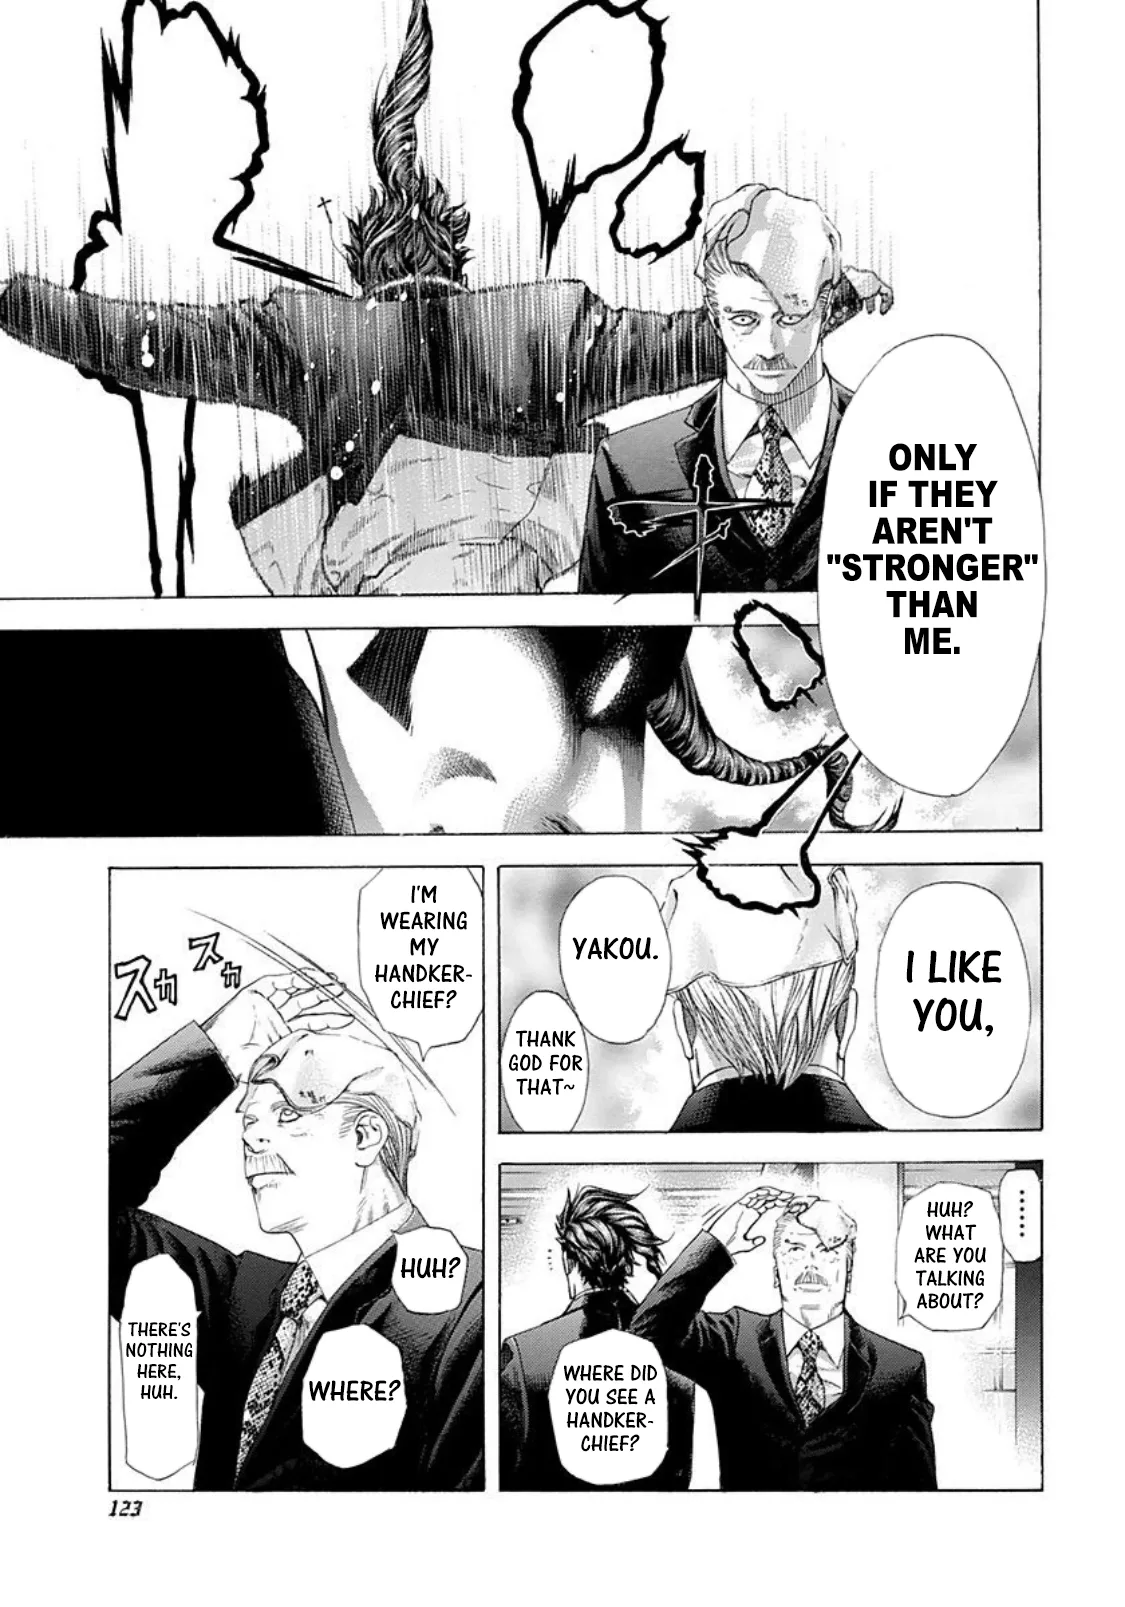 ONLY
IF THEY
AREN'T
"STRONGER"
THAN
ME.
I LIKE
YOU,
YAKOU.
THANK
GOD FOR
THAT~
I'M
WEARING
MY
HANDKER-
CHIEF?
スカ
スカ
HUH?
WHERE?
THERE'S
NOTHING
HERE,
HUH.
........
HUH?
WHAT
ARE YOU
TALKING
ABOUT?
...
WHERE DID
YOU SEE A
HANDKER-
CHIEF?
123